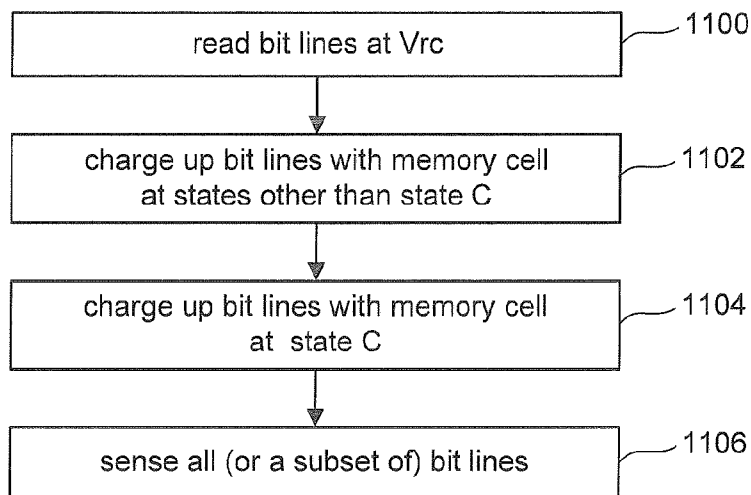 read bit lines at Vrc
1100
charge up bit lines with memory cell
at states other than state C
1102
charge up bit lines with memory cell
at state C
1104
sense all (or a subset of) bit lines
1106